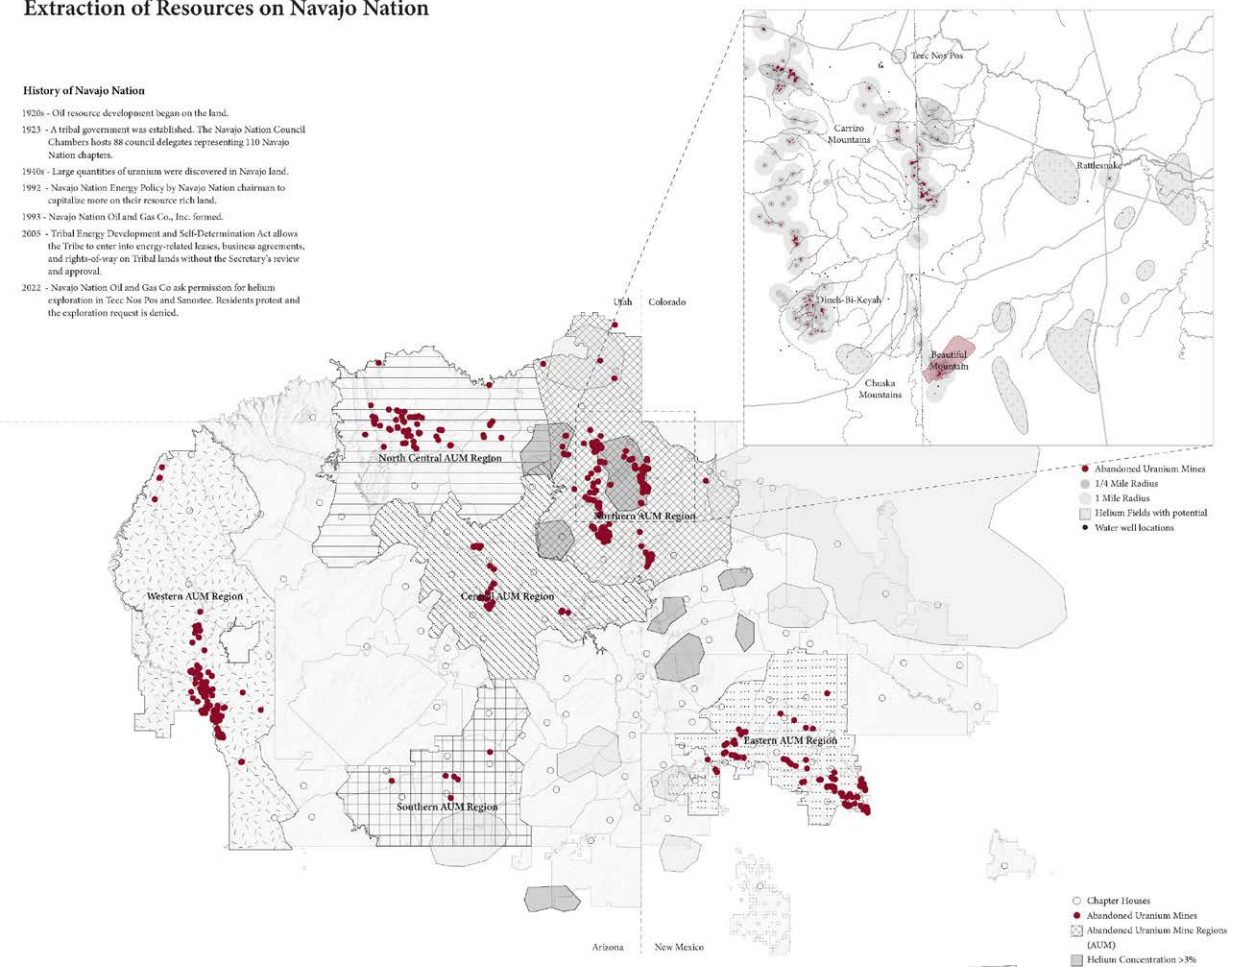 Extraction of Resources on Navajo Nation
History of Navajo Nation
1920s - Oil resource development began on the land.
1923 - A tribal government was established. The Navajo Nation Council
Chambers hosts 88 council delegates representing 110 Navajo
Nation chapters.
1940s - Large quantities of uranium were discovered in Navajo land.
1992 - Navajo Nation Energy Policy by Navajo Nation chairman to
capitalize more on their resource rich land.
1993 - Navajo Nation Oil and Gas Co., Inc. formed.
2005 - Tribal Energy Development and Self-Determination Act allows
the Tribe to enter into energy-related leases, business agreements,
and rights-of-way on Tribal lands without the Secretary's review
and approval.
2022 - Navajo Nation Oil and Gas Co ask permission for helium
exploration in Teec Nos Pos and Sanostee. Residents protest and
the exploration request is denied.
Teec Nos Pos
Carrizo
Mountains
Rattlesnake
Dineh-Bi-Keyah
Beautiful
Mountain
Chuska
Mountains
Utah
Colorado
Abandoned Uranium Mines
1/4 Mile Radius
1 Mile Radius
Helium Fields with potential
Water well locations
North Central AUM Region
Northern AUM Region
Western AUM Region
Central AUM Region
Eastern AUM Region
Southern AUM Region
Arizona
New Mexico
Chapter Houses
Abandoned Uranium Mines
Abandoned Uranium Mine Regions
(AUM)
Helium Concentration >3%